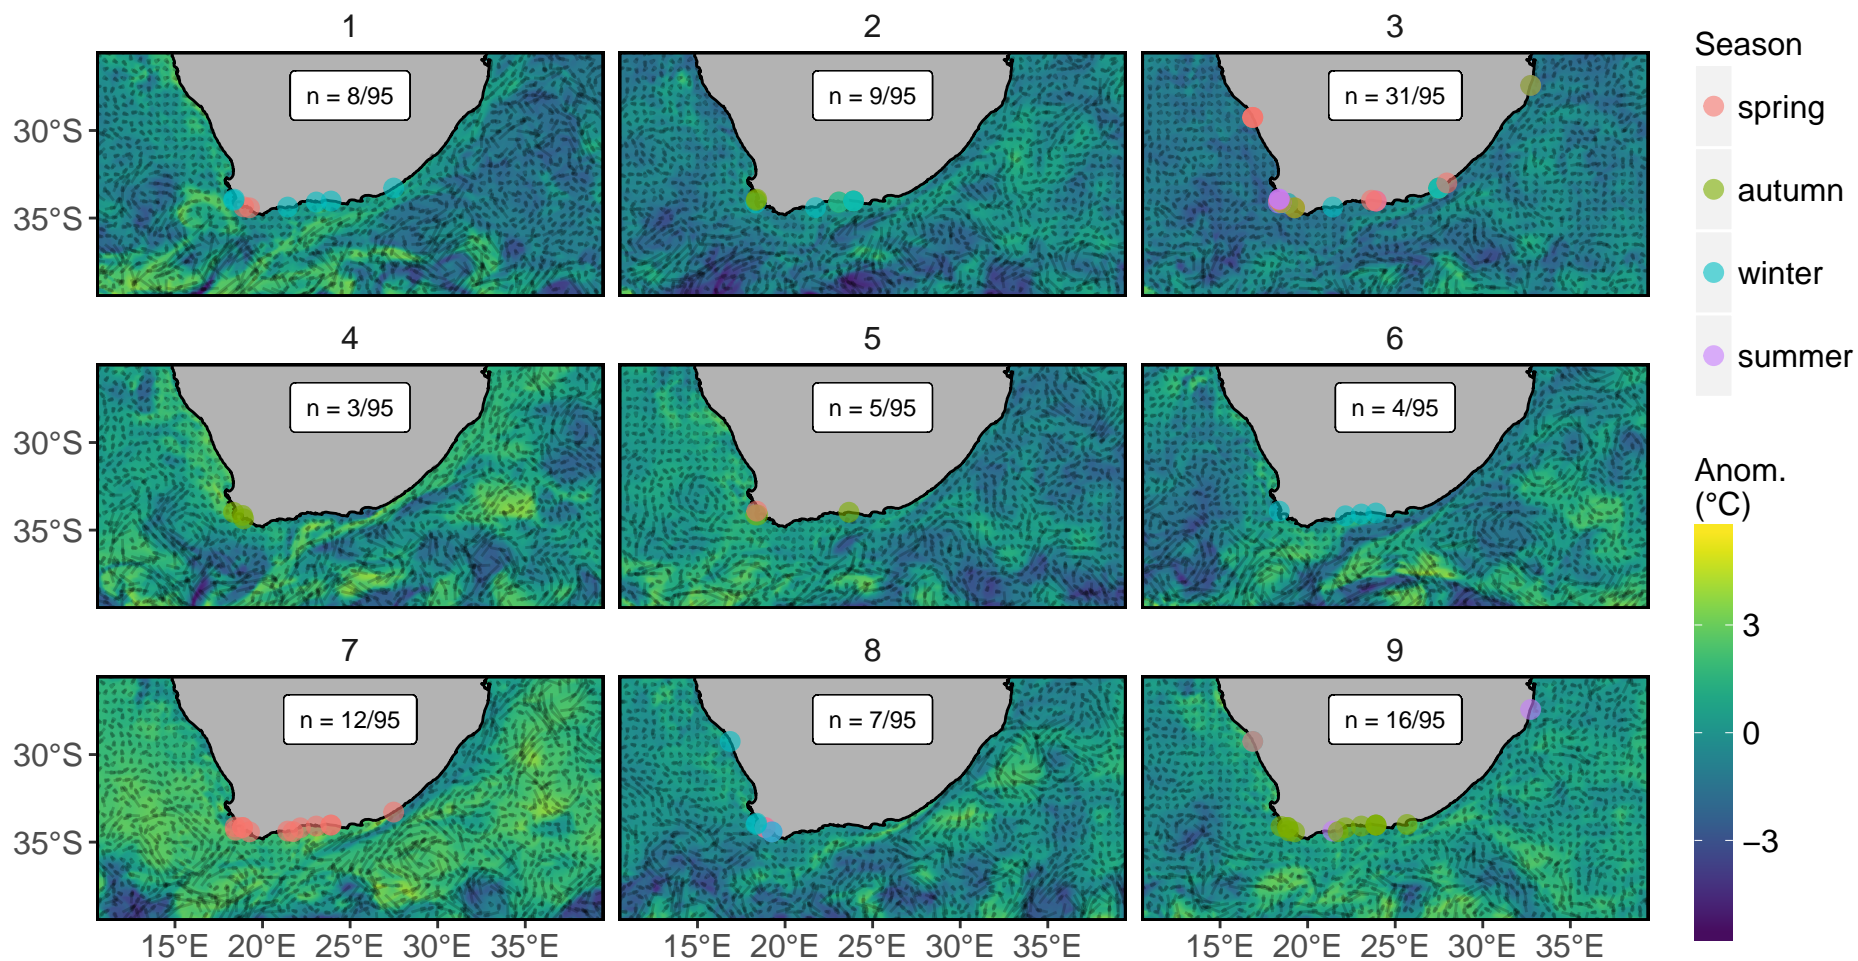 1 2 3
Season
n = 8/95 n = 9/95 n = 31/95
spring
30°S
autumn
35°S
winter
4 5 6
summer
n = 3/95 n = 5/95 n = 4/95
30°S
Anom.
(°C)
35°S
3
7 8 9
n = 12/95 n = 7/95 n = 16/95
0
30°S
35°S
−3
15°E 20°E 25°E 30°E 35°E 15°E 20°E 25°E 30°E 35°E 15°E 20°E 25°E 30°E 35°E